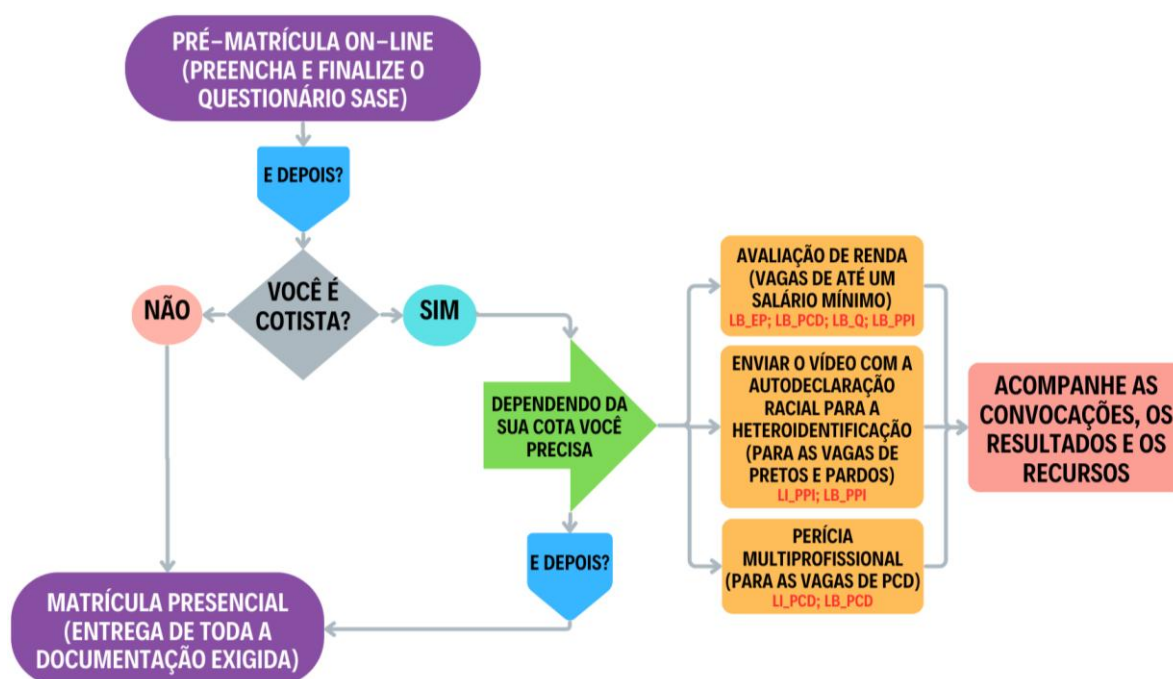 PRÉ-MATRÍCULA ON-LINE
(PREENCHA E FINALIZE O
QUESTIONÁRIO SASE)
E DEPOIS?
VOCÊ É
COTISTA?
NÃO
SIM
DEPENDENDO DA
SUA COTA VOCÊ
PRECISA
AVALIAÇÃO DE RENDA
(VAGAS DE ATÉ UM
SALÁRIO MÍNIMO)
LB_EP; LB_PCD; LB_Q; LB_PPI
ENVIAR O VÍDEO COM A
AUTODECLARAÇÃO
RACIAL PARA A
HETEROIDENTIFICAÇÃO
(PARA AS VAGAS DE
PRETOS E PARDOS)
LI_PPI; LB_PPI
PERÍCIA
MULTIPROFISSIONAL
(PARA AS VAGAS DE PCD)
LI_PCD; LB_PCD
ACOMPANHE AS
CONVOCAÇÕES, OS
RESULTADOS E OS
RECURSOS
E DEPOIS?
MATRÍCULA PRESENCIAL
(ENTREGA DE TODA A
DOCUMENTAÇÃO EXIGIDA)